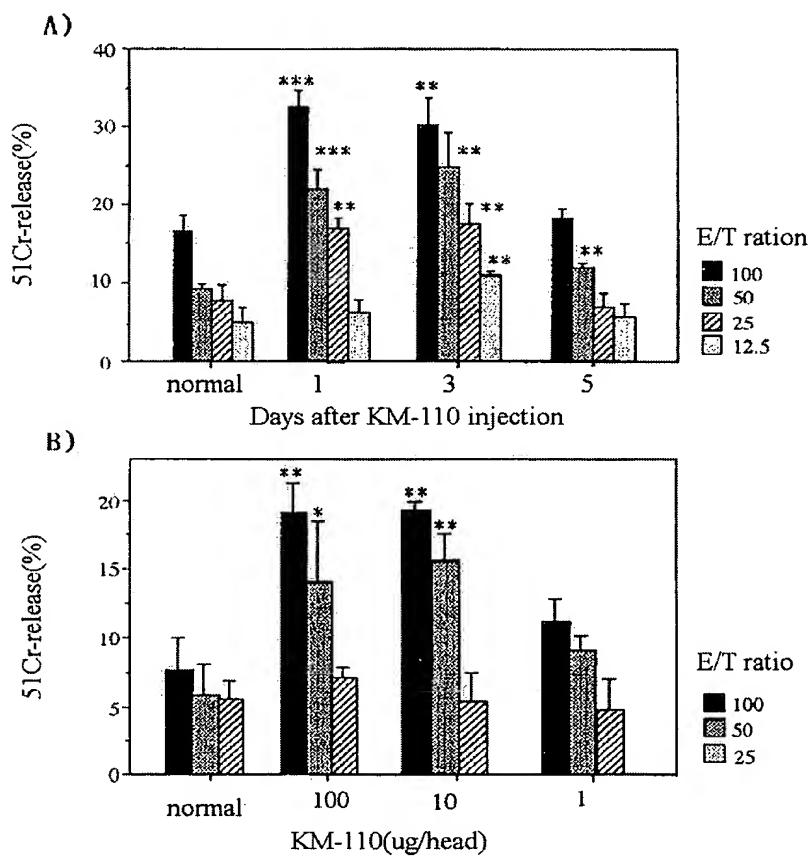 A)
40
30
20
10
0
51Cr-release(%)
***
***
**
**
**
**
**
**
E/T ration
100
50
25
12.5
normal 1 3 5
Days after KM-110 injection
B)
20
15
10
5
0
51Cr-release(%)
**
*
**
**
E/T ratio
100
50
25
normal 100 10 1
KM-110(ug/head)